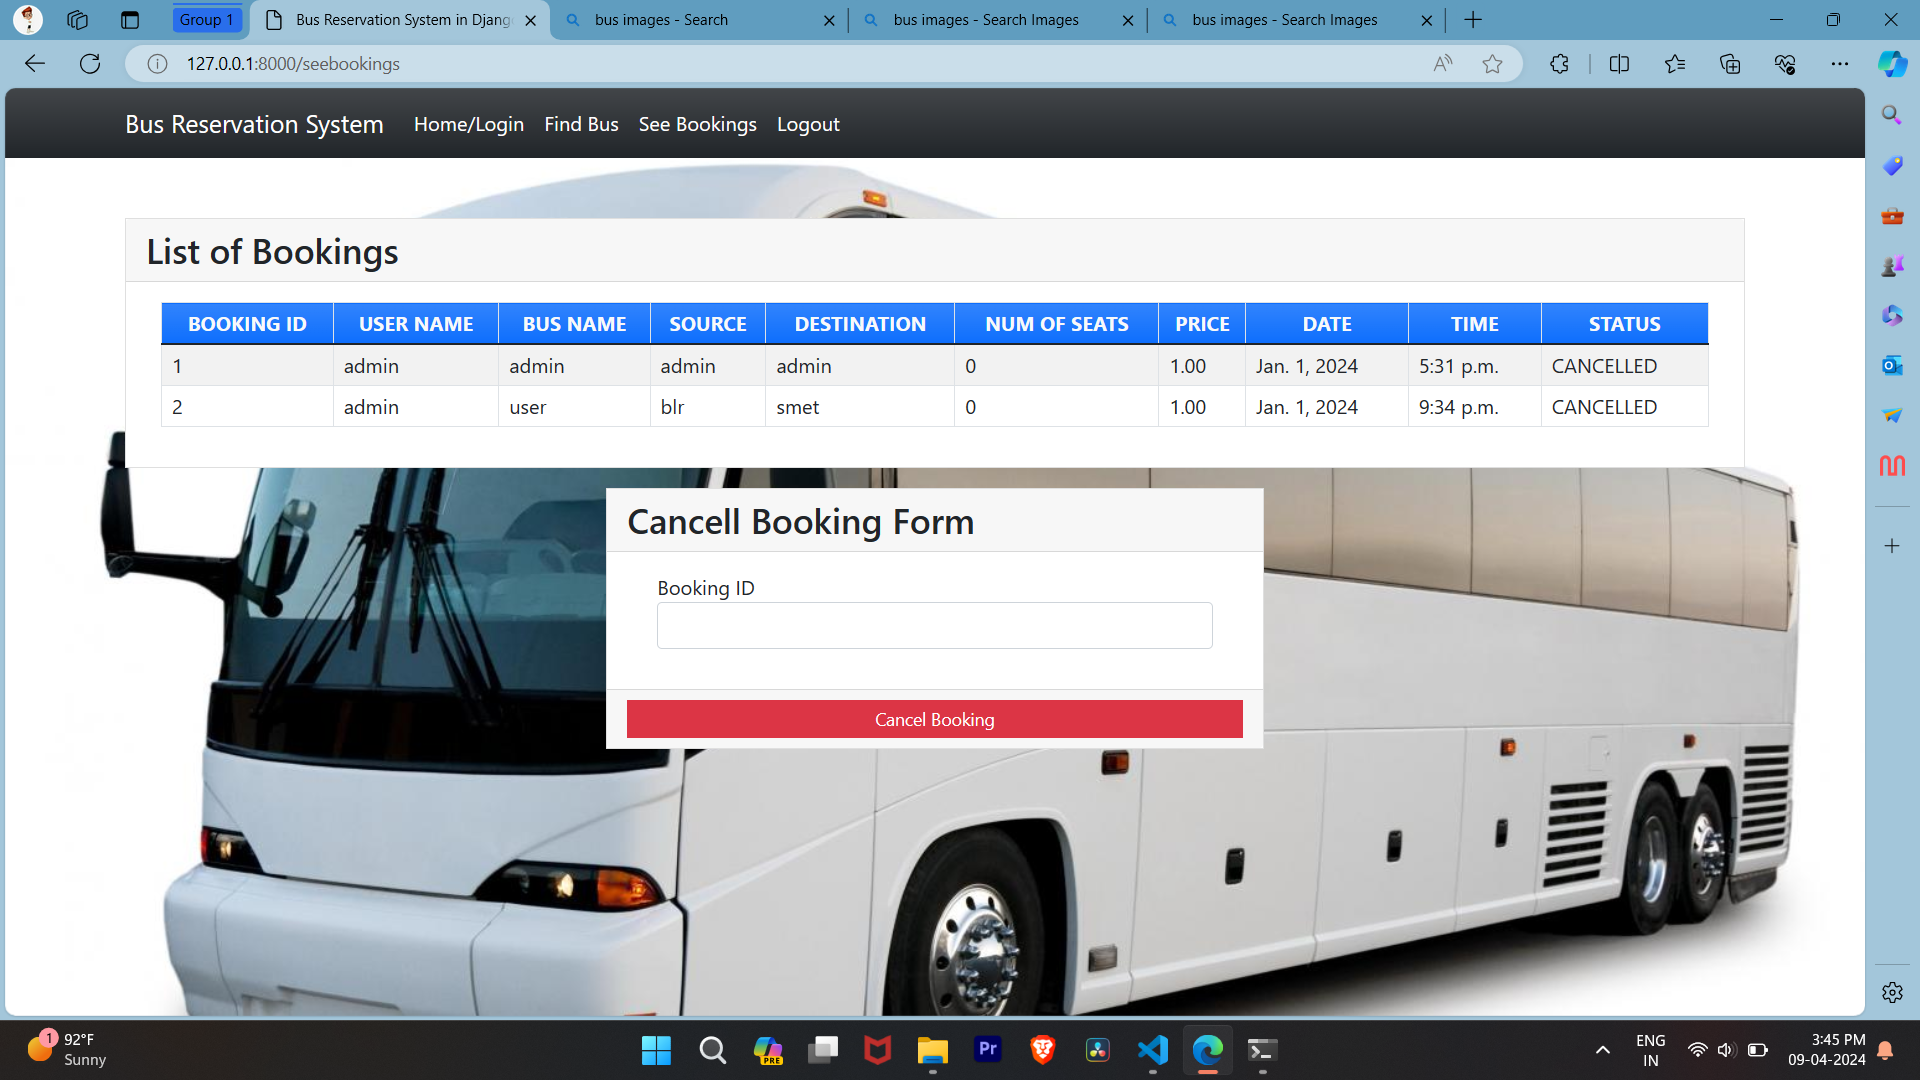 Group 1
Bus Reservation System in Djang
bus images - Search
bus images - Search Images
bus images - Search Images
127.0.0.1:8000/seebookings
Bus Reservation System Home/Login Find Bus See Bookings Logout
List of Bookings
BOOKING ID USER NAME BUS NAME SOURCE DESTINATION NUM OF SEATS PRICE DATE TIME STATUS
1 admin admin admin admin 0 1.00 Jan. 1, 2024 5:31 p.m. CANCELLED
2 admin user blr smet 0 1.00 Jan. 1, 2024 9:34 p.m. CANCELLED
Cancell Booking Form
Booking ID
Cancel Booking
1
92°F
Sunny
PRE
Pr
ENG
IN
3:45 PM
09-04-2024